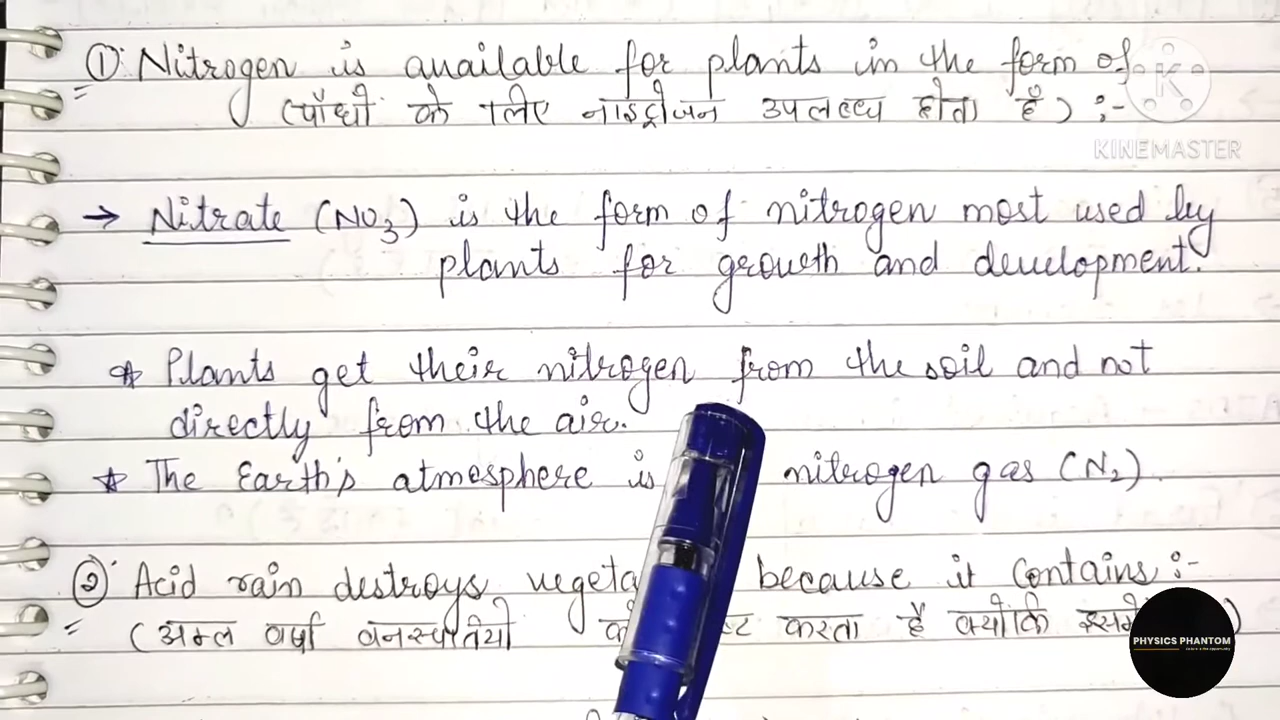 ① Nitrogen is available for plants in the form of
(पौधों के लिए नाइट्रोजन उपलब्ध होता है) :-
K
KINEMASTER
→ Nitrate (NO₃) is the form of nitrogen most used by
plants for growth and development.
* Plants get their nitrogen from the soil and not
directly from the air.
* The Earth's atmosphere is nitrogen gas (N₂).
② Acid rain destroys because it contains :-
(अम्ल वर्षा वनस्पतियों करता है क्योंकि )
PHYSICS PHANTOM